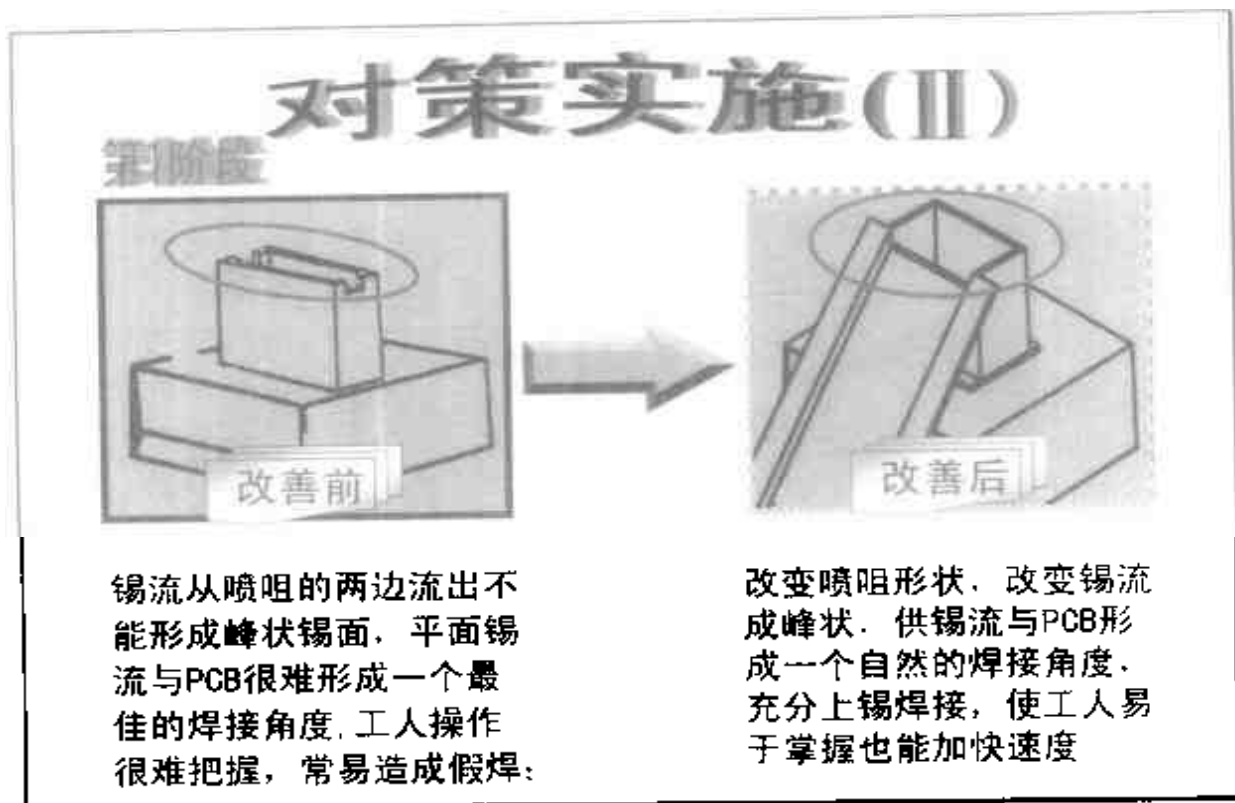 对策实施(II)
改善前
改善后
锡流从喷咀的两边流出不
能形成峰状锡面，平面锡
流与PCB很难形成一个最
佳的焊接角度,工人操作
很难把握，常易造成假焊；
改变喷咀形状，改变锡流
成峰状．供锡流与PCB形
成一个自然的焊接角度，
充分上锡焊接，使工人易
于掌握也能加快速度